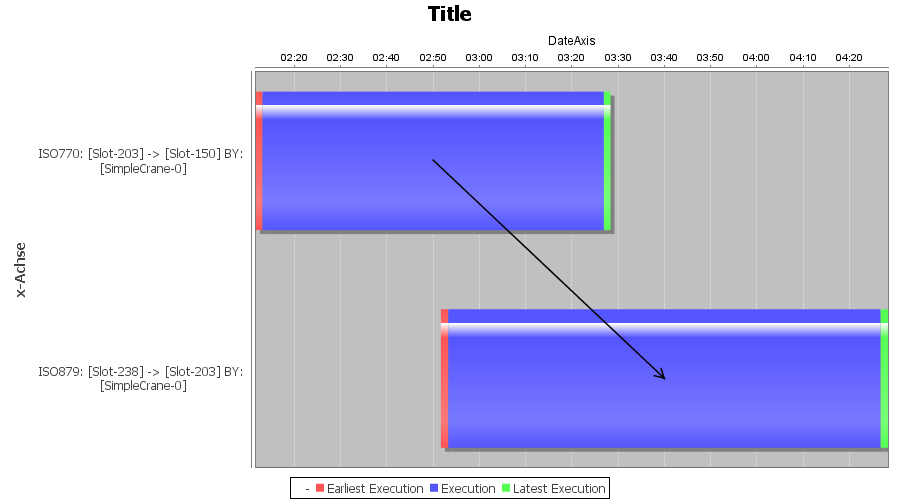 Title
DateAxis
02:20 02:30 02:40 02:50 03:00 03:10 03:20 03:30 03:40 03:50 04:00 04:10 04:20
ISO770: [Slot-203] -> [Slot-150] BY:
[SimpleCrane-0]
x-Achse
ISO879: [Slot-238] -> [Slot-203] BY:
[SimpleCrane-0]
- Earliest Execution Execution Latest Execution